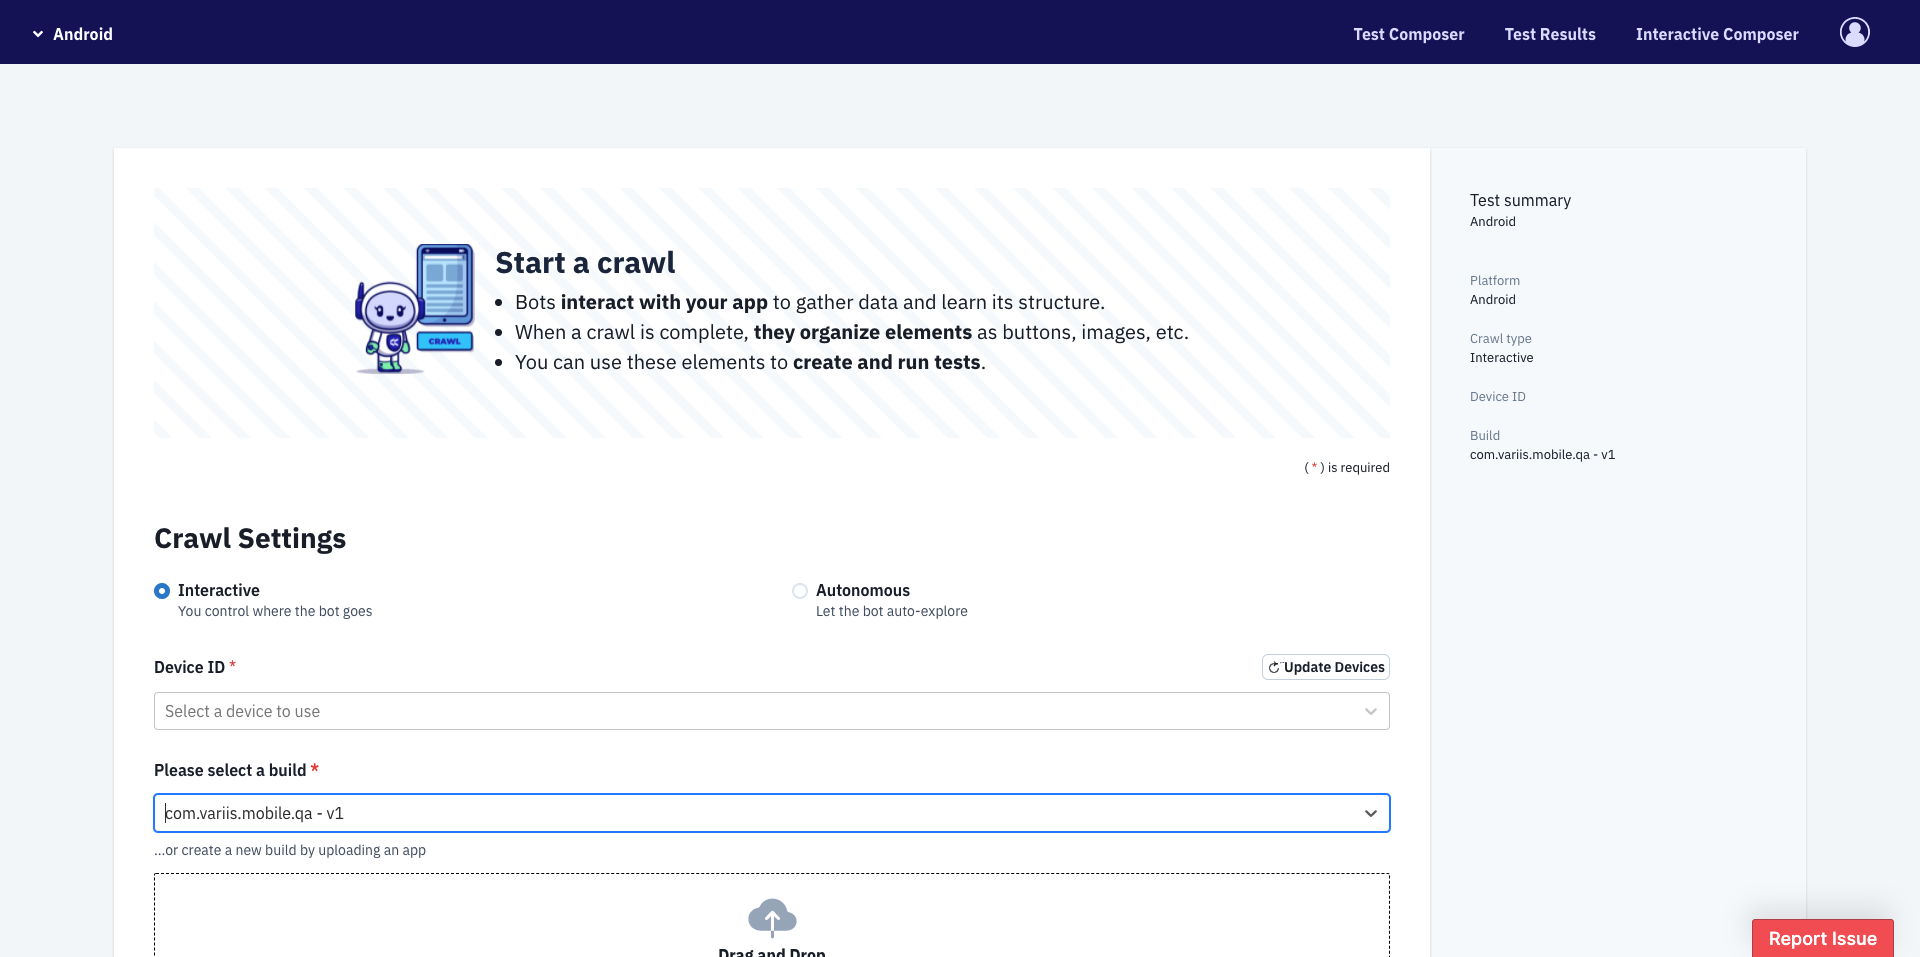 Android
Test Composer
Test Results
Interactive Composer
Start a crawl
Bots interact with your app to gather data and learn its structure.
When a crawl is complete, they organize elements as buttons, images, etc.
You can use these elements to create and run tests.
CRAWL
( * ) is required
Crawl Settings
Interactive
You control where the bot goes
Autonomous
Let the bot auto-explore
Device ID *
Update Devices
Select a device to use
Please select a build *
com.variis.mobile.qa - v1
...or create a new build by uploading an app
Drag and Drop
Test summary
Android
Platform
Android
Crawl type
Interactive
Device ID
Build
com.variis.mobile.qa - v1
Report Issue